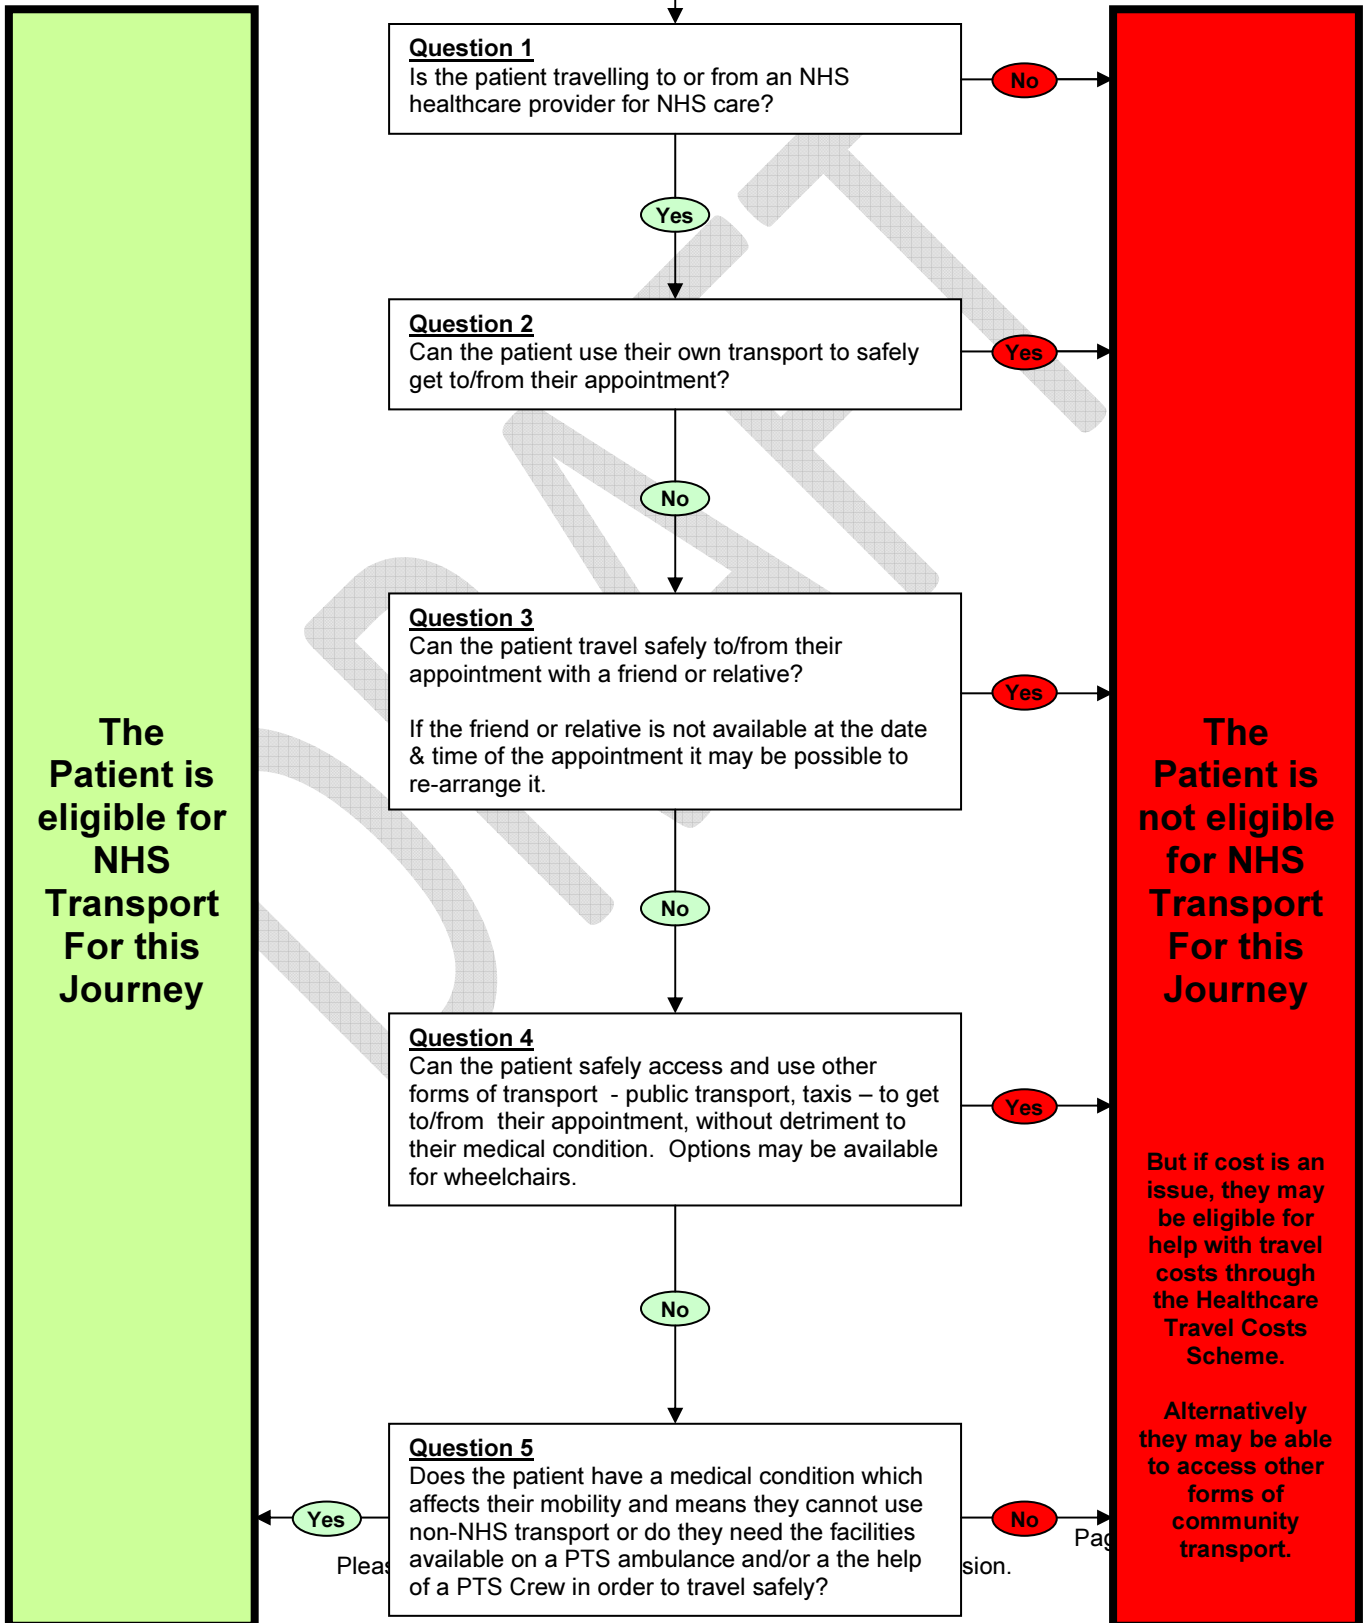 Question 1
Is the patient travelling to or from an NHS
healthcare provider for NHS care?
No
Yes
Question 2
Can the patient use their own transport to safely
get to/from their appointment?
Yes
No
Question 3
Can the patient travel safely to/from their
appointment with a friend or relative?
If the friend or relative is not available at the date
& time of the appointment it may be possible to
re-arrange it.
Yes
No
Question 4
Can the patient safely access and use other
forms of transport - public transport, taxis – to get
to/from their appointment, without detriment to
their medical condition. Options may be available
for wheelchairs.
Yes
No
Question 5
Does the patient have a medical condition which
affects their mobility and means they cannot use
non-NHS transport or do they need the facilities
available on a PTS ambulance and/or a the help
of a PTS Crew in order to travel safely?
Yes
No
The
Patient is
eligible for
NHS
Transport
For this
Journey
The
Patient is
not eligible
for NHS
Transport
For this
Journey
But if cost is an
issue, they may
be eligible for
help with travel
costs through
the Healthcare
Travel Costs
Scheme.
Alternatively
they may be able
to access other
forms of
community
transport.
DRAFT